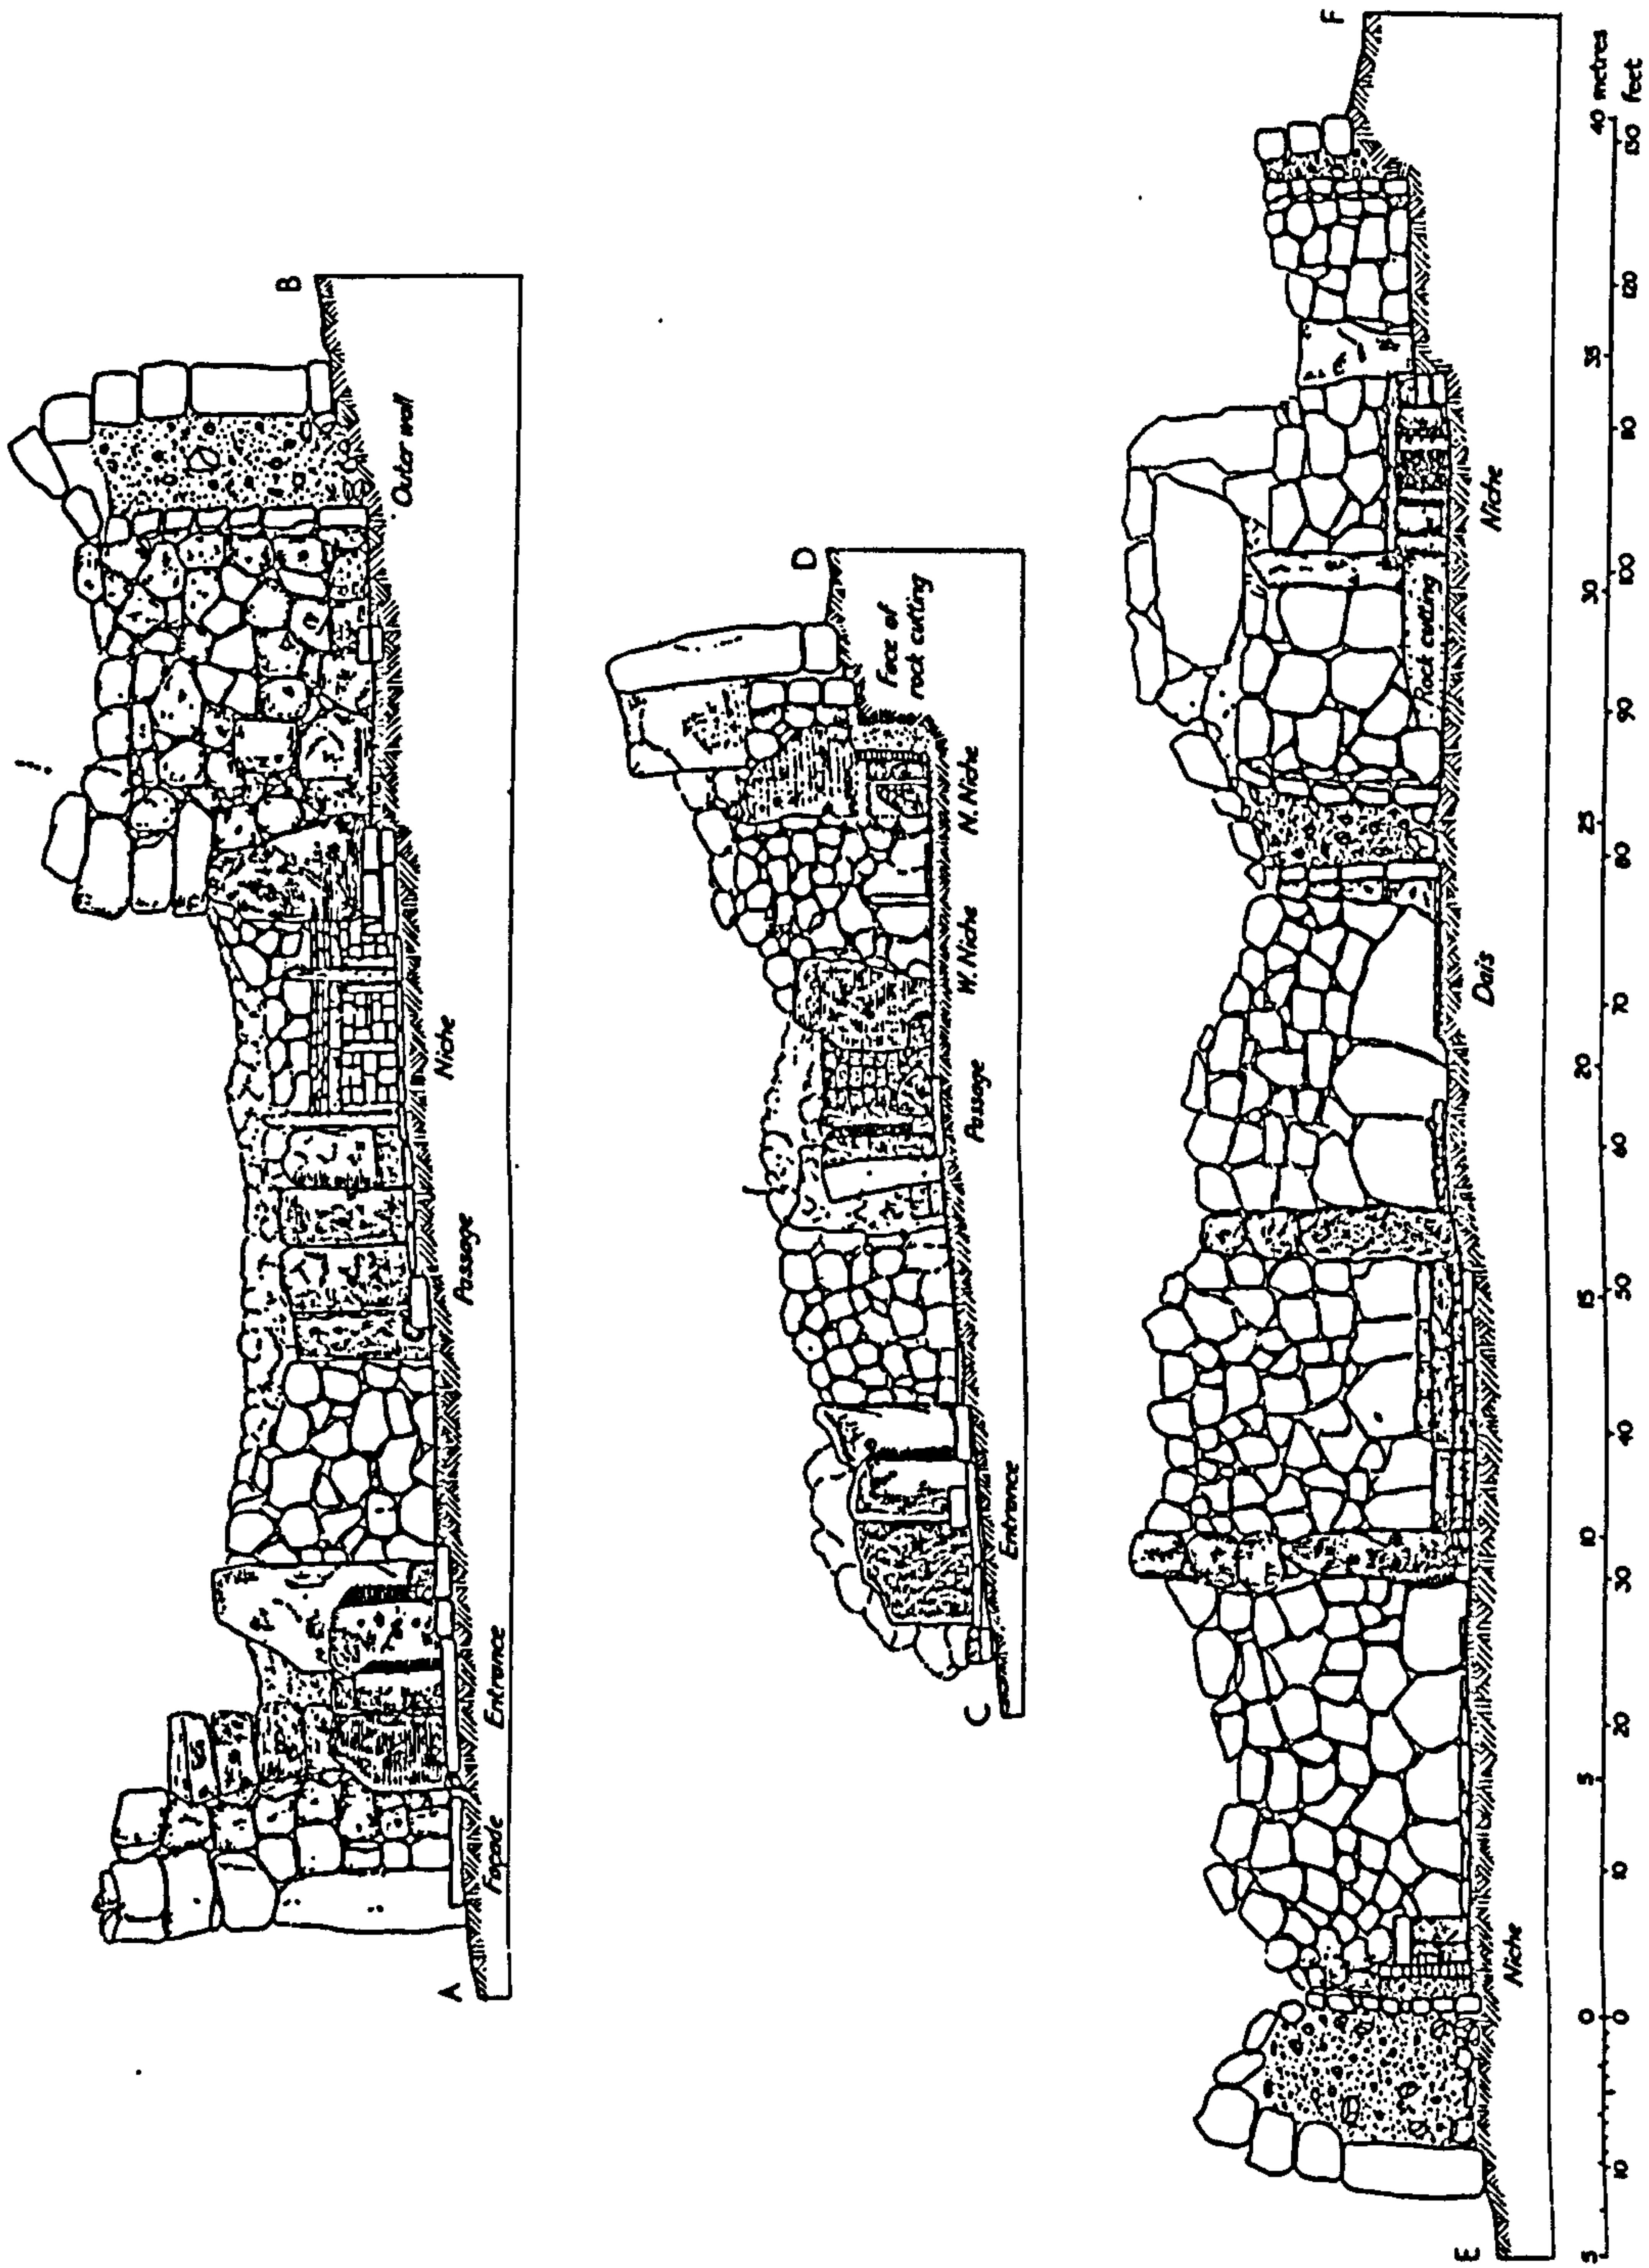 A
Façade
Entrance
Passage
Niche
Outer wall
B
C
Entrance
Passage
W. Niche
N. Niche
Face of
rock cutting
D
E
Niche
Dais
Rock cutting
Niche
F
5 0 5 10 15 20 25 30 35 40 metres
10 0 10 20 30 40 50 60 70 80 90 100 110 120 130 feet